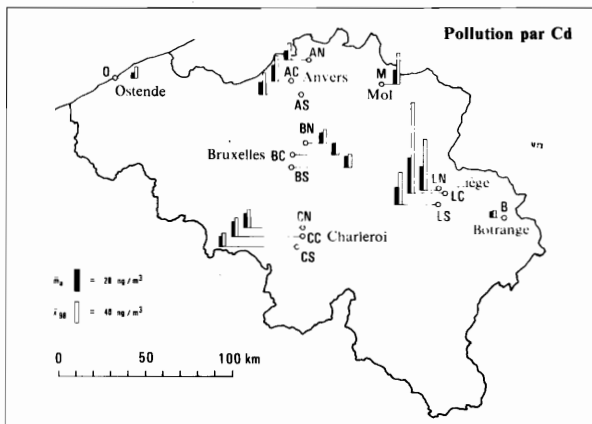 Pollution par Cd
O
Ostende
AN
AC
Anvers
AS
M
Mol
BN
Bruxelles
BC
BS
LN
LC
LS
B
Botrange
CN
CC
Charleroi
CS
= 20 ng/m³
= 40 ng/m³
0 50 100 km